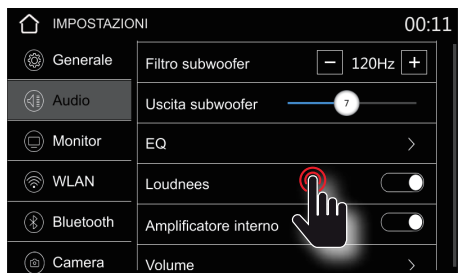 IMPOSTAZIONI 00:11
Generale
Audio
Monitor
WLAN
Bluetooth
Camera
Filtro subwoofer − 120Hz +
Uscita subwoofer 7
EQ
Loudnees
Amplificatore interno
Volume